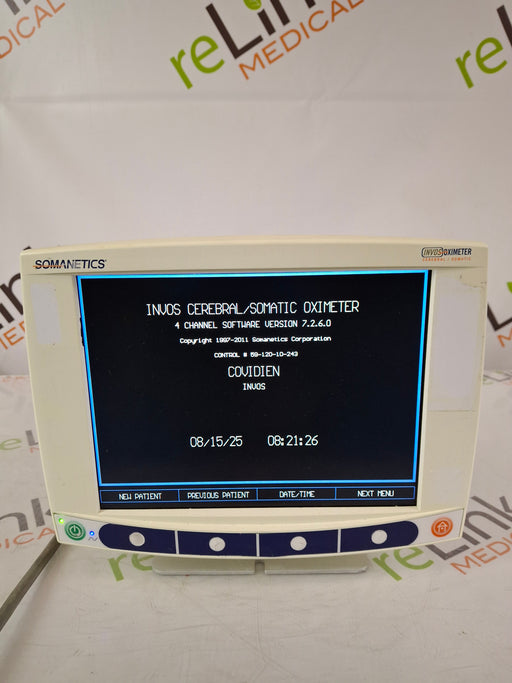 reLink
MEDICAL
SOMANETICS
INVOS OXIMETER
CEREBRAL / SOMATIC
INVOS CEREBRAL/SOMATIC OXIMETER
4 CHANNEL SOFTWARE VERSION 7.2.6.0
Copyright 1997-2011 Somanetics Corporation
CONTROL # 59-120-10-243
COVIDIEN
INVOS
08/15/25 08:21:26
NEW PATIENT PREVIOUS PATIENT DATE/TIME NEXT MENU